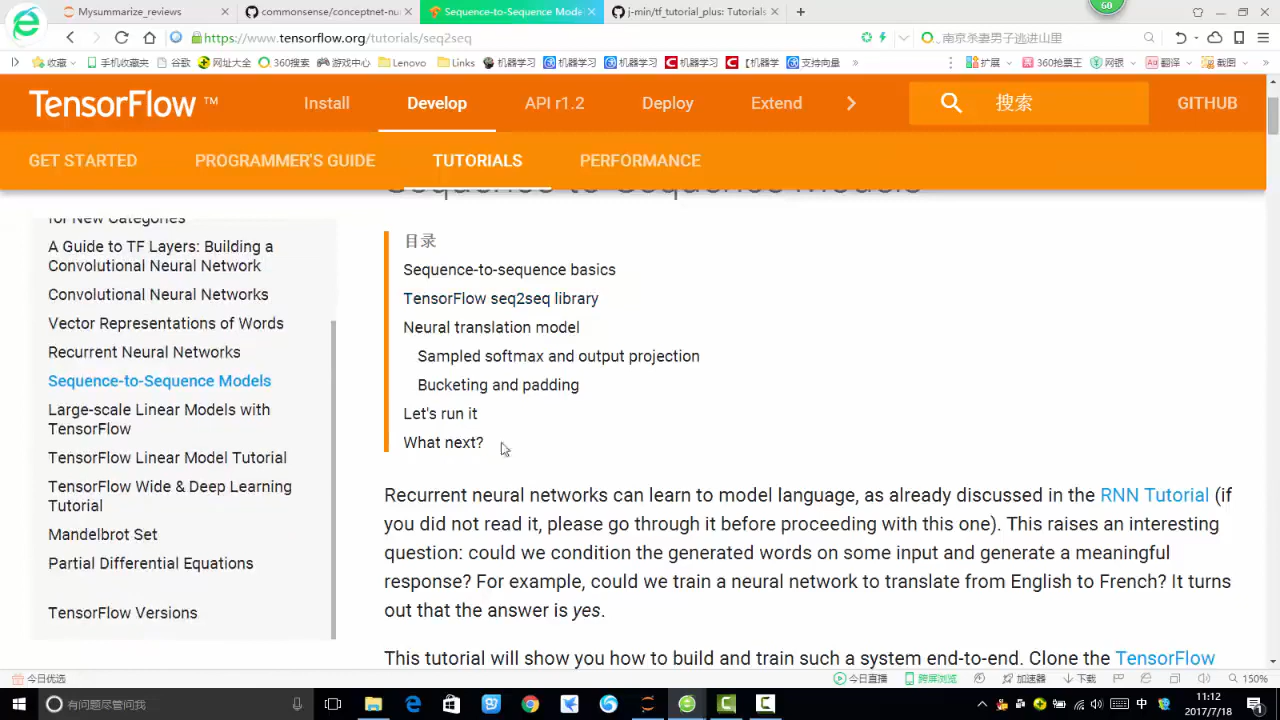 Mysummarize_reviews
commonsense/conceptnet-nu
Sequence-to-Sequence Mode
j-min/tf_tutorial_plus: Tutorials
60
https://www.tensorflow.org/tutorials/seq2seq
南京杀妻男子逃进山里
收藏
手机收藏夹
谷歌
网址大全
360搜索
游戏中心
Lenovo
Links
机器学习
机器学习
机器学习
机器学习
【机器学
支持向量
»
扩展
360抢票王
网银
翻译
截图
»
TensorFlow ™
Install
Develop
API r1.2
Deploy
Extend
搜索
GITHUB
GET STARTED
PROGRAMMER'S GUIDE
TUTORIALS
PERFORMANCE
Sequence-to-Sequence Models
for New Categories
A Guide to TF Layers: Building a
Convolutional Neural Network
Convolutional Neural Networks
Vector Representations of Words
Recurrent Neural Networks
Sequence-to-Sequence Models
Large-scale Linear Models with
TensorFlow
TensorFlow Linear Model Tutorial
TensorFlow Wide & Deep Learning
Tutorial
Mandelbrot Set
Partial Differential Equations
TensorFlow Versions
目录
Sequence-to-sequence basics
TensorFlow seq2seq library
Neural translation model
Sampled softmax and output projection
Bucketing and padding
Let's run it
What next?
Recurrent neural networks can learn to model language, as already discussed in the RNN Tutorial (if
you did not read it, please go through it before proceeding with this one). This raises an interesting
question: could we condition the generated words on some input and generate a meaningful
response? For example, could we train a neural network to translate from English to French? It turns
out that the answer is yes.
This tutorial will show you how to build and train such a system end-to-end. Clone the TensorFlow
今日优选
今日直播
跨屏浏览
加速器
下载
150%
有问题尽管问我
中
11:12
2017/7/18